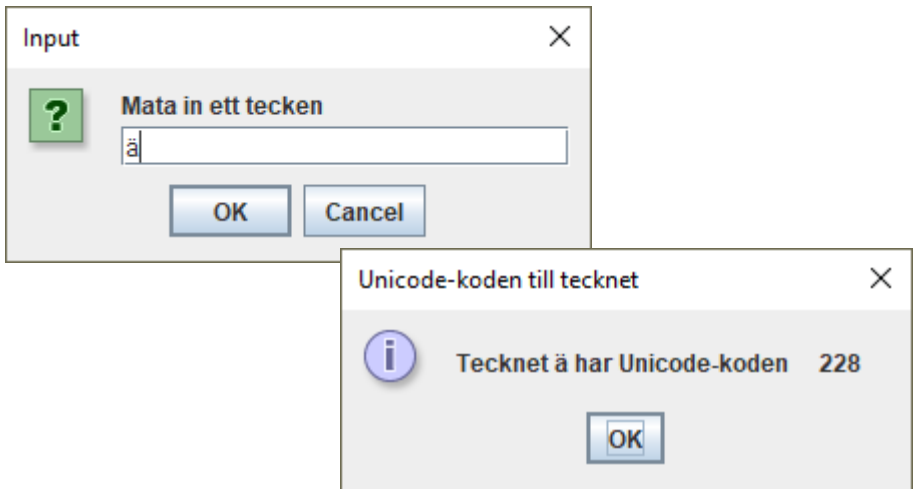 Input
?
Mata in ett tecken
ä
OK Cancel
Unicode-koden till tecknet
i
Tecknet ä har Unicode-koden 228
OK